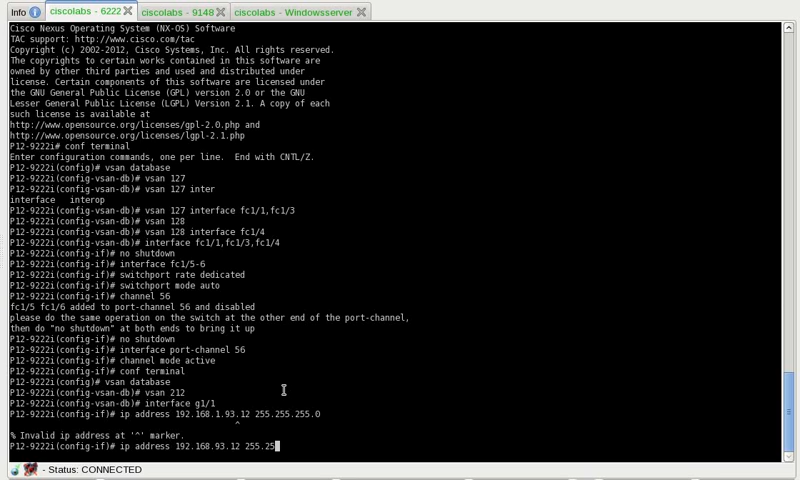 Info ciscolabs - 6222 ciscolabs - 9148 ciscolabs - Windowsserver
Cisco Nexus Operating System (NX-OS) Software
TAC support: http://www.cisco.com/tac
Copyright (c) 2002-2012, Cisco Systems, Inc. All rights reserved.
The copyrights to certain works contained in this software are
owned by other third parties and used and distributed under
license. Certain components of this software are licensed under
the GNU General Public License (GPL) version 2.0 or the GNU
Lesser General Public License (LGPL) Version 2.1. A copy of each
such license is available at
http://www.opensource.org/licenses/gpl-2.0.php and
http://www.opensource.org/licenses/lgpl-2.1.php
P12-9222i# conf terminal
Enter configuration commands, one per line.  End with CNTL/Z.
P12-9222i(config)# vsan database
P12-9222i(config-vsan-db)# vsan 127
P12-9222i(config-vsan-db)# vsan 127 inter
interface   interop
P12-9222i(config-vsan-db)# vsan 127 interface fc1/1,fc1/3
P12-9222i(config-vsan-db)# vsan 128
P12-9222i(config-vsan-db)# vsan 128 interface fc1/4
P12-9222i(config-vsan-db)# interface fc1/1,fc1/3,fc1/4
P12-9222i(config-if)# no shutdown
P12-9222i(config-if)# interface fc1/5-6
P12-9222i(config-if)# switchport rate dedicated
P12-9222i(config-if)# switchport mode auto
P12-9222i(config-if)# channel 56
fc1/5 fc1/6 added to port-channel 56 and disabled
please do the same operation on the switch at the other end of the port-channel,
then do "no shutdown" at both ends to bring it up
P12-9222i(config-if)# no shutdown
P12-9222i(config-if)# interface port-channel 56
P12-9222i(config-if)# channel mode active
P12-9222i(config-if)# conf terminal
P12-9222i(config)# vsan database
P12-9222i(config-vsan-db)# vsan 212
P12-9222i(config-vsan-db)# interface g1/1
P12-9222i(config-if)# ip address 192.168.1.93.12 255.255.255.0
^
% Invalid ip address at '^' marker.
P12-9222i(config-if)# ip address 192.168.93.12 255.25
- Status: CONNECTED